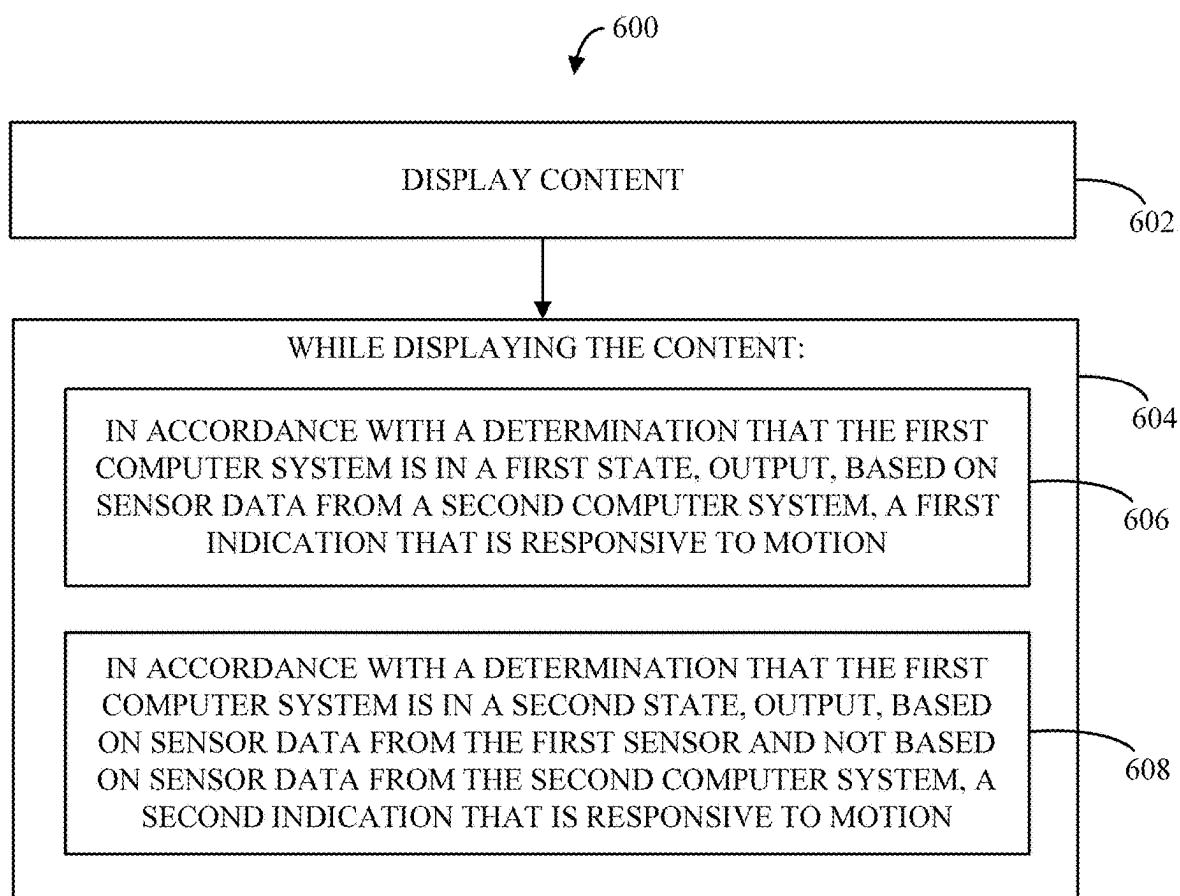 600
DISPLAY CONTENT
602
WHILE DISPLAYING THE CONTENT:
604
IN ACCORDANCE WITH A DETERMINATION THAT THE FIRST
COMPUTER SYSTEM IS IN A FIRST STATE, OUTPUT, BASED ON
SENSOR DATA FROM A SECOND COMPUTER SYSTEM, A FIRST
INDICATION THAT IS RESPONSIVE TO MOTION
606
IN ACCORDANCE WITH A DETERMINATION THAT THE FIRST
COMPUTER SYSTEM IS IN A SECOND STATE, OUTPUT, BASED
ON SENSOR DATA FROM THE FIRST SENSOR AND NOT BASED
ON SENSOR DATA FROM THE SECOND COMPUTER SYSTEM, A
SECOND INDICATION THAT IS RESPONSIVE TO MOTION
608